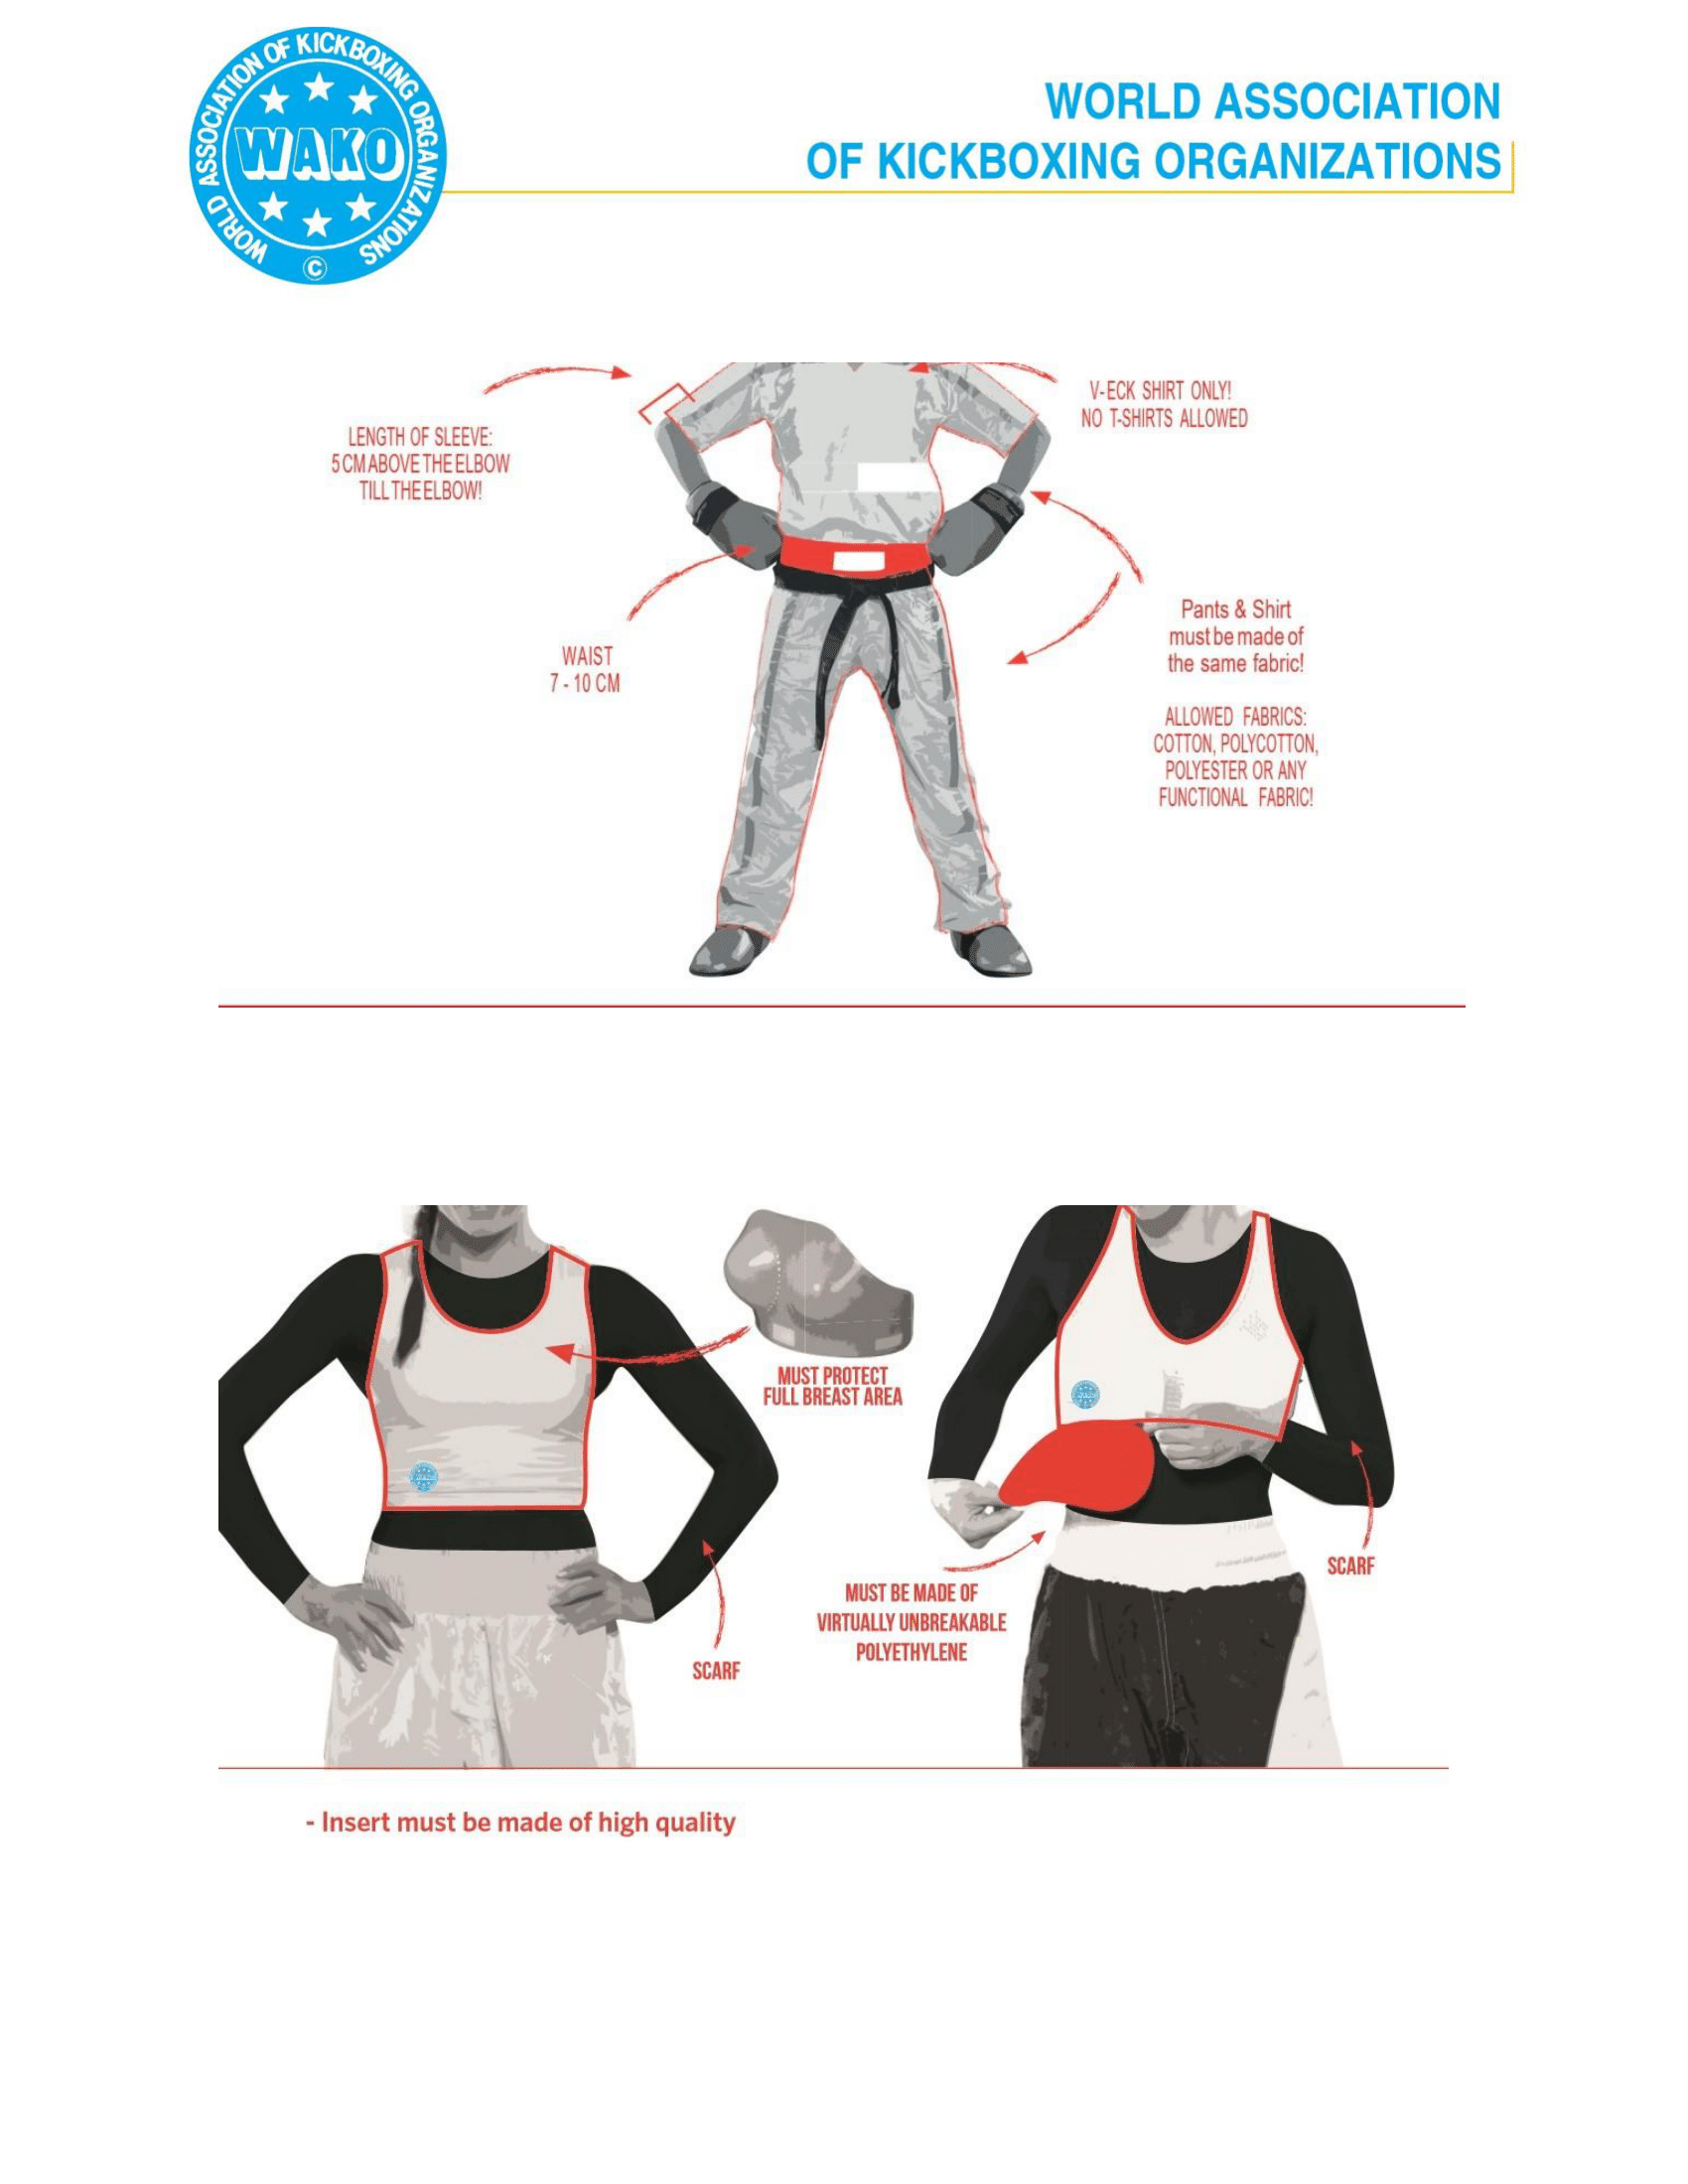 WORLD ASSOCIATION OF KICKBOXING ORGANIZATIONS
WAKO
©
WORLD ASSOCIATION
OF KICKBOXING ORGANIZATIONS
V-ECK SHIRT ONLY!
NO T-SHIRTS ALLOWED
LENGTH OF SLEEVE:
5 CM ABOVE THE ELBOW
TILL THE ELBOW!
Pants & Shirt
must be made of
the same fabric!
WAIST
7 - 10 CM
ALLOWED FABRICS:
COTTON, POLYCOTTON,
POLYESTER OR ANY
FUNCTIONAL FABRIC!
MUST PROTECT
FULL BREAST AREA
WAKO
WAKO
SCARF
MUST BE MADE OF
VIRTUALLY UNBREAKABLE
POLYETHYLENE
SCARF
- Insert must be made of high quality